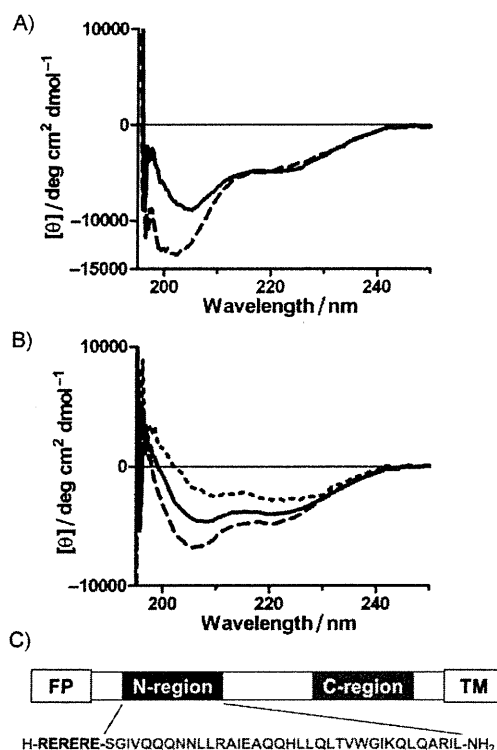 A)
10000
0
−10000
−15000
[θ] / deg cm² dmol⁻¹
200 220 240
Wavelength / nm
B)
10000
0
−10000
[θ] / deg cm² dmol⁻¹
200 220 240
Wavelength / nm
C)
FP N-region C-region TM
H-RERERE-SGIVQQQNNLLRAIEAQQHLLQLTVWGIKQLQARIL-NH₂